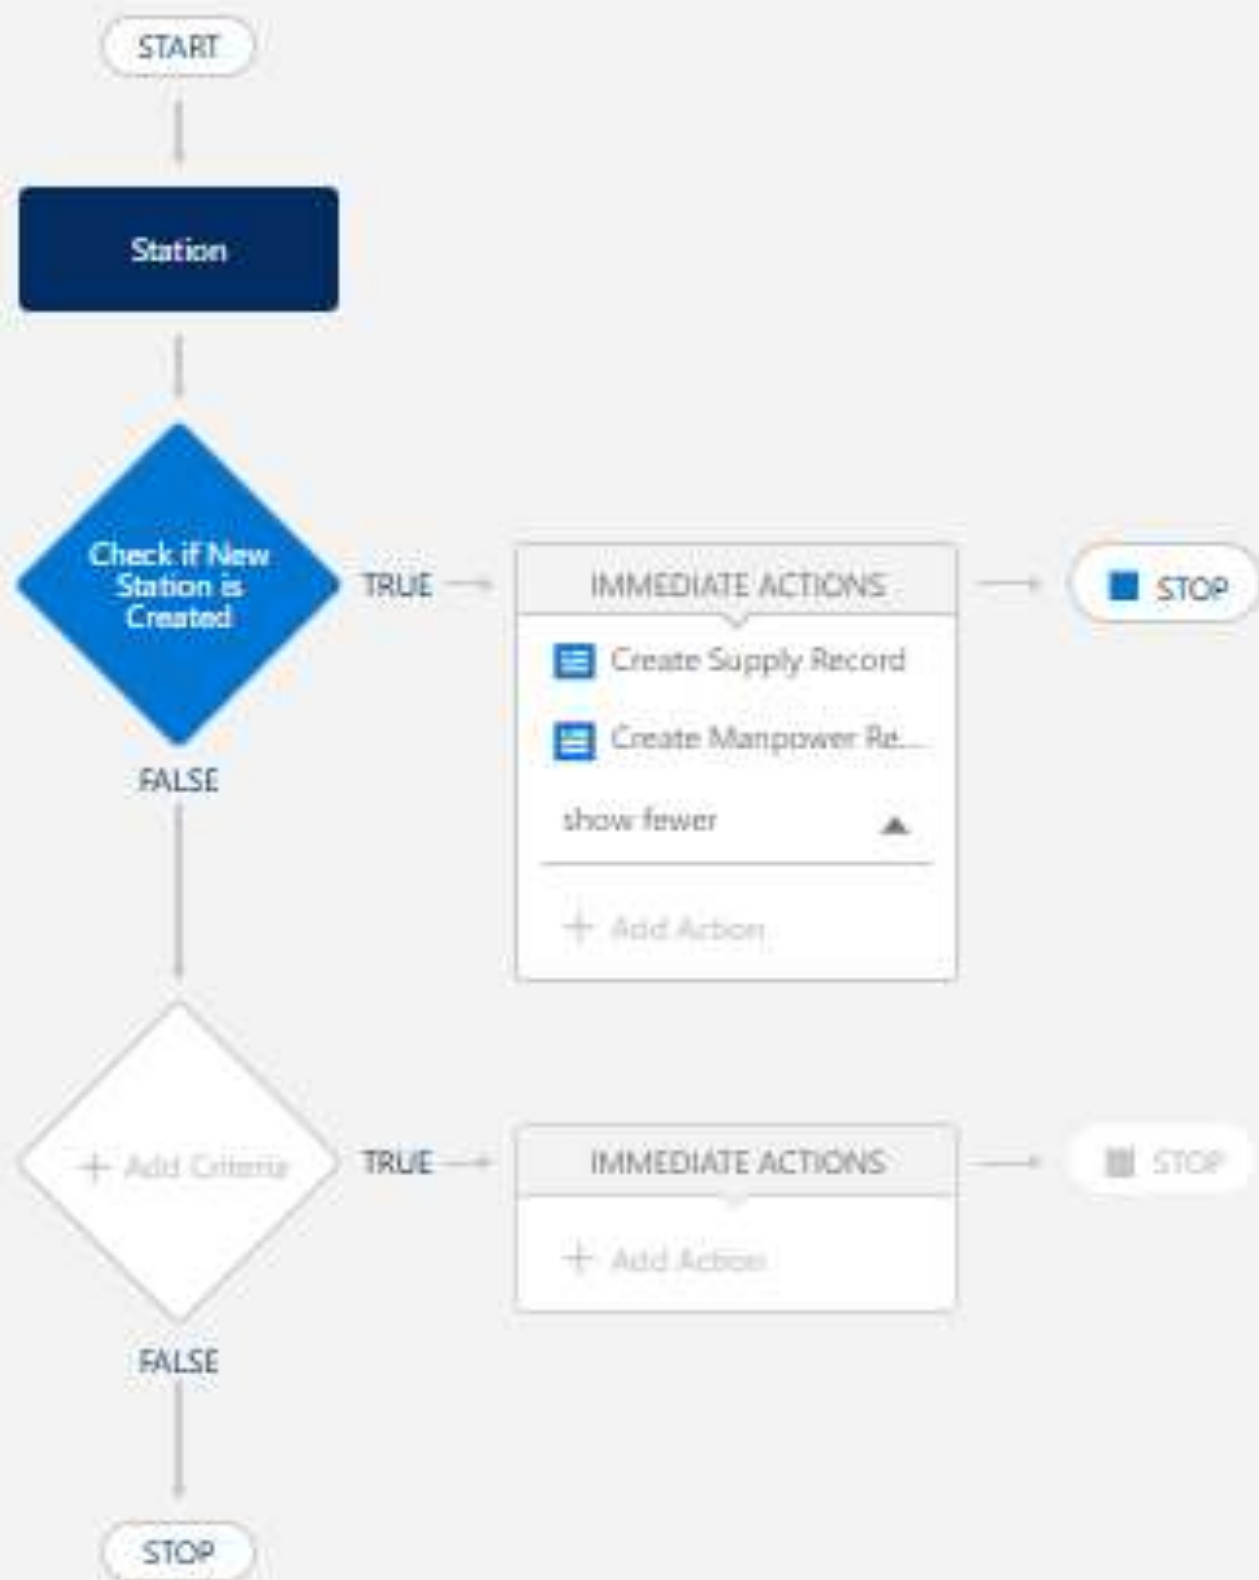 START
Station
Check if New
Station is
Created
TRUE
IMMEDIATE ACTIONS
STOP
Create Supply Record
Create Manpower Re...
show fewer
+ Add Action
FALSE
+ Add Criteria
TRUE
IMMEDIATE ACTIONS
STOP
+ Add Action
FALSE
STOP